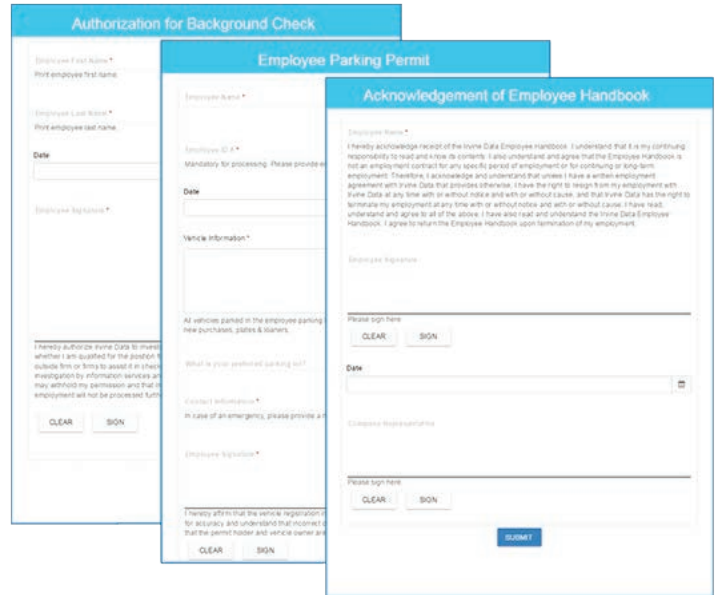 Authorization for Background Check
Employee First Name *
Print employee first name.
Employee Last Name *
Print employee last name.
Date
Employee Signature *
I hereby authorize Irvine Data to investi
whether I am qualified for the position f
outside firm or firms to assist it in check
investigation by information services an
may withhold my permission and that in
employment will not be processed furth
CLEAR
SIGN
Employee Parking Permit
Employee Name *
Employee ID # *
Mandatory for processing. Please provide e
Date
Vehicle Information *
All vehicles parked in the employee parking
new purchases, plates & loaners.
What is your preferred parking lot?
Contact Information *
In case of an emergency, please provide a
Employee Signature *
I hereby affirm that the vehicle registration in
for accuracy and understand that incorrect
that the permit holder and vehicle owner are
CLEAR
SIGN
Acknowledgement of Employee Handbook
Employee Name *
I hereby acknowledge receipt of the Irvine Data Employee Handbook. I understand that it is my continuing
responsibility to read and know its contents. I also understand and agree that the Employee Handbook is
not an employment contract for any specific period of employment or for continuing or long-term
employment. Therefore, I acknowledge and understand that unless I have a written employment
agreement with Irvine Data that provides otherwise, I have the right to resign from my employment with
Irvine Data at any time with or without notice and with or without cause, and that Irvine Data has the right to
terminate my employment at any time with or without notice and with or without cause. I have read,
understand and agree to all of the above. I have also read and understand the Irvine Data Employee
Handbook. I agree to return the Employee Handbook upon termination of my employment.
Employee Signature
Please sign here
CLEAR
SIGN
Date
Company Representative
Please sign here
CLEAR
SIGN
SUBMIT